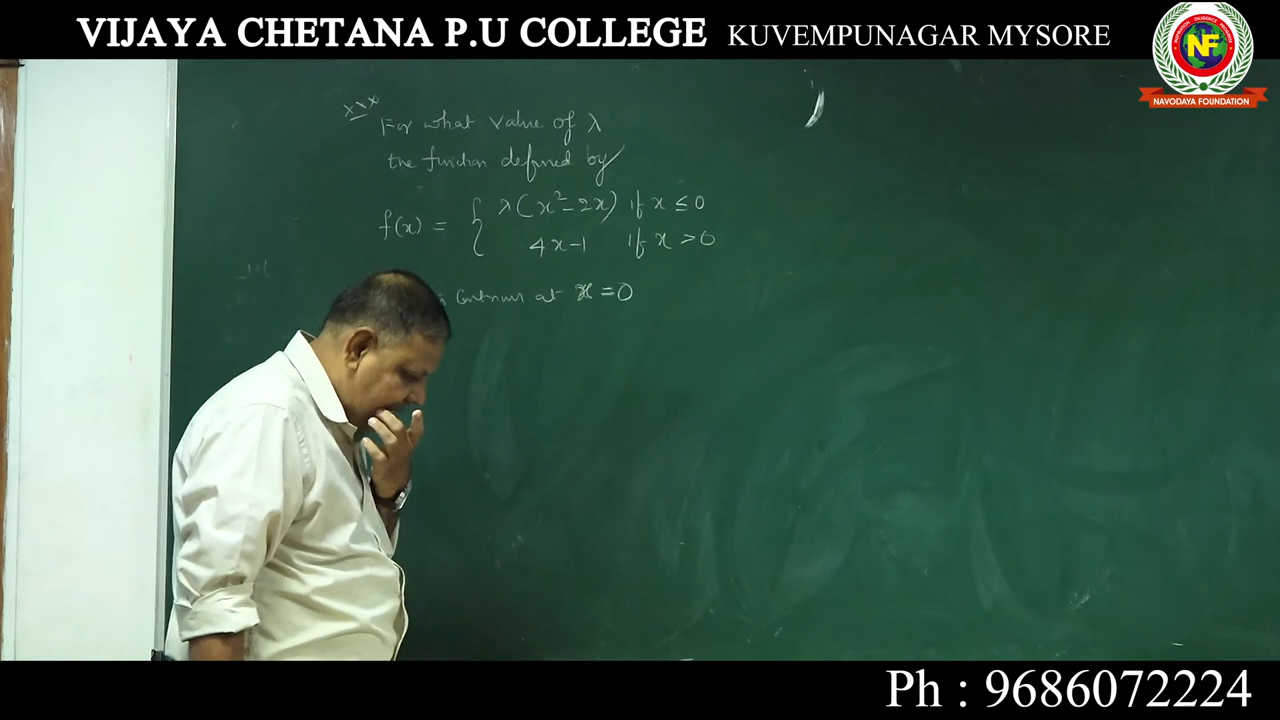 VIJAYA CHETANA P.U COLLEGE KUVEMPUNAGAR MYSORE
NF
NAVODAYA FOUNDATION
For what value of λ
the function defined by
f(x) = { λ(x²-2x) if x ≤ 0
4x-1 if x > 0
at x = 0
Ph : 9686072224